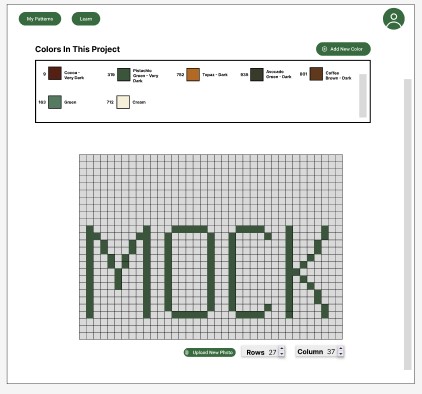 My Patterns Learn
Colors In This Project
Add New Color
9 Cocoa - Very Dark
319 Pistachio Green - Very Dark
782 Topaz - Dark
936 Avocado Green - Dark
801 Coffee Brown - Dark
163 Green
712 Cream
MOCK
Upload New Photo
Rows 27
Column 37